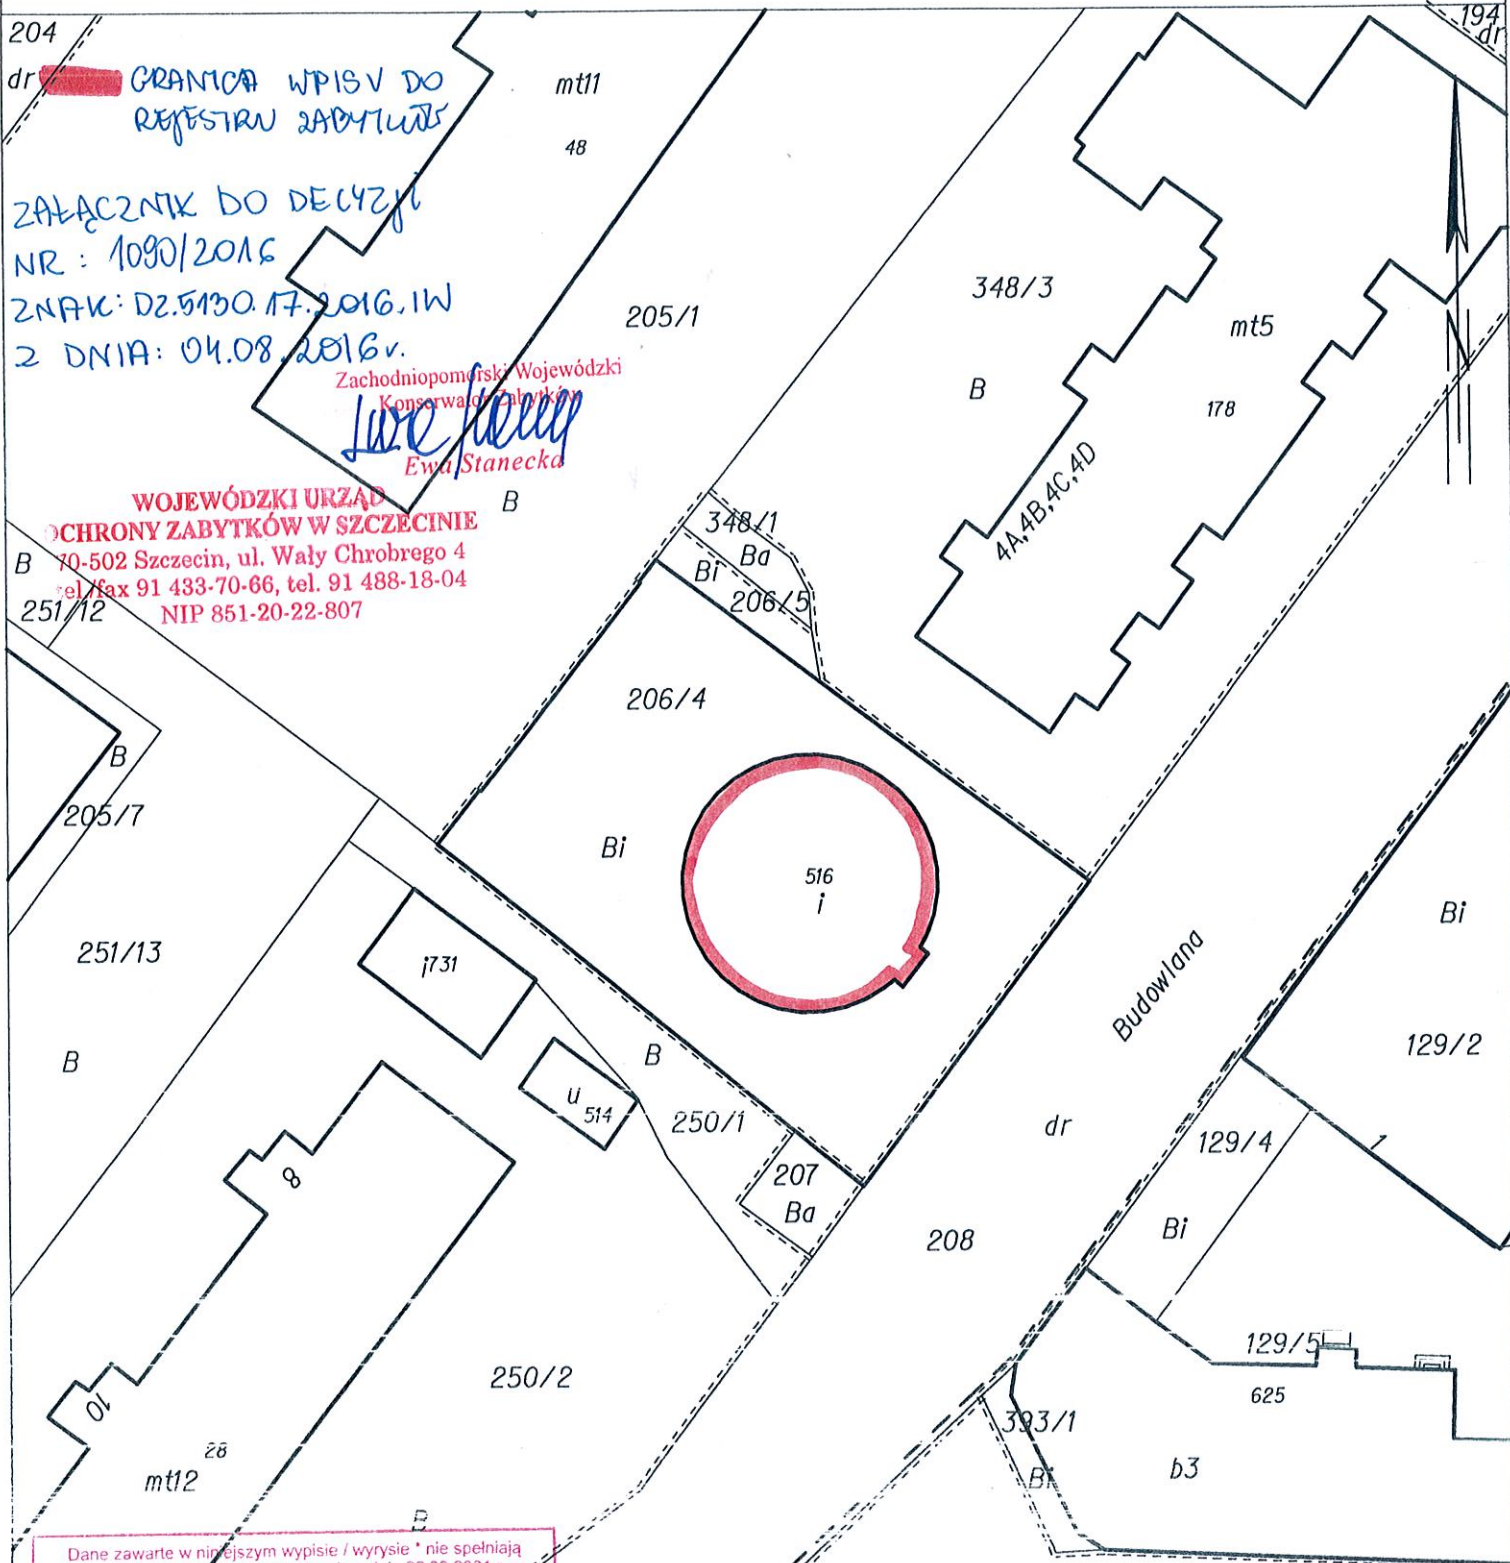 204
dr
194
dr
GRANICA WPISU DO
REJESTRU ZABYTKÓW
ZAŁĄCZNIK DO DECYZJI
NR: 1090/2016
ZNAK: DZ.5130.17.2016.IW
Z DNIA: 04.08.2016r.
Zachodniopomorski Wojewódzki
Konserwator Zabytków
Ewa Stanecka
WOJEWÓDZKI URZĄD
OCHRONY ZABYTKÓW W SZCZECINIE
70-502 Szczecin, ul. Wały Chrobrego 4
tel./fax 91 433-70-66, tel. 91 488-18-04
NIP 851-20-22-807
mt11
48
205/1
348/3
mt5
B
178
4A,4B,4C,4D
B
348/1
Ba
Bi
206/5
B
251/12
206/4
B
205/7
Bi
516
i
251/13
i731
Bi
Budowlana
B
B
129/2
u
514
250/1
dr
129/4
1
207
Ba
8
Bi
208
129/5
250/2
625
10
393/1
28
mt12
Bi
b3
B
N
Dane zawarte w niniejszym wypisie / wyrysie * nie spełniają